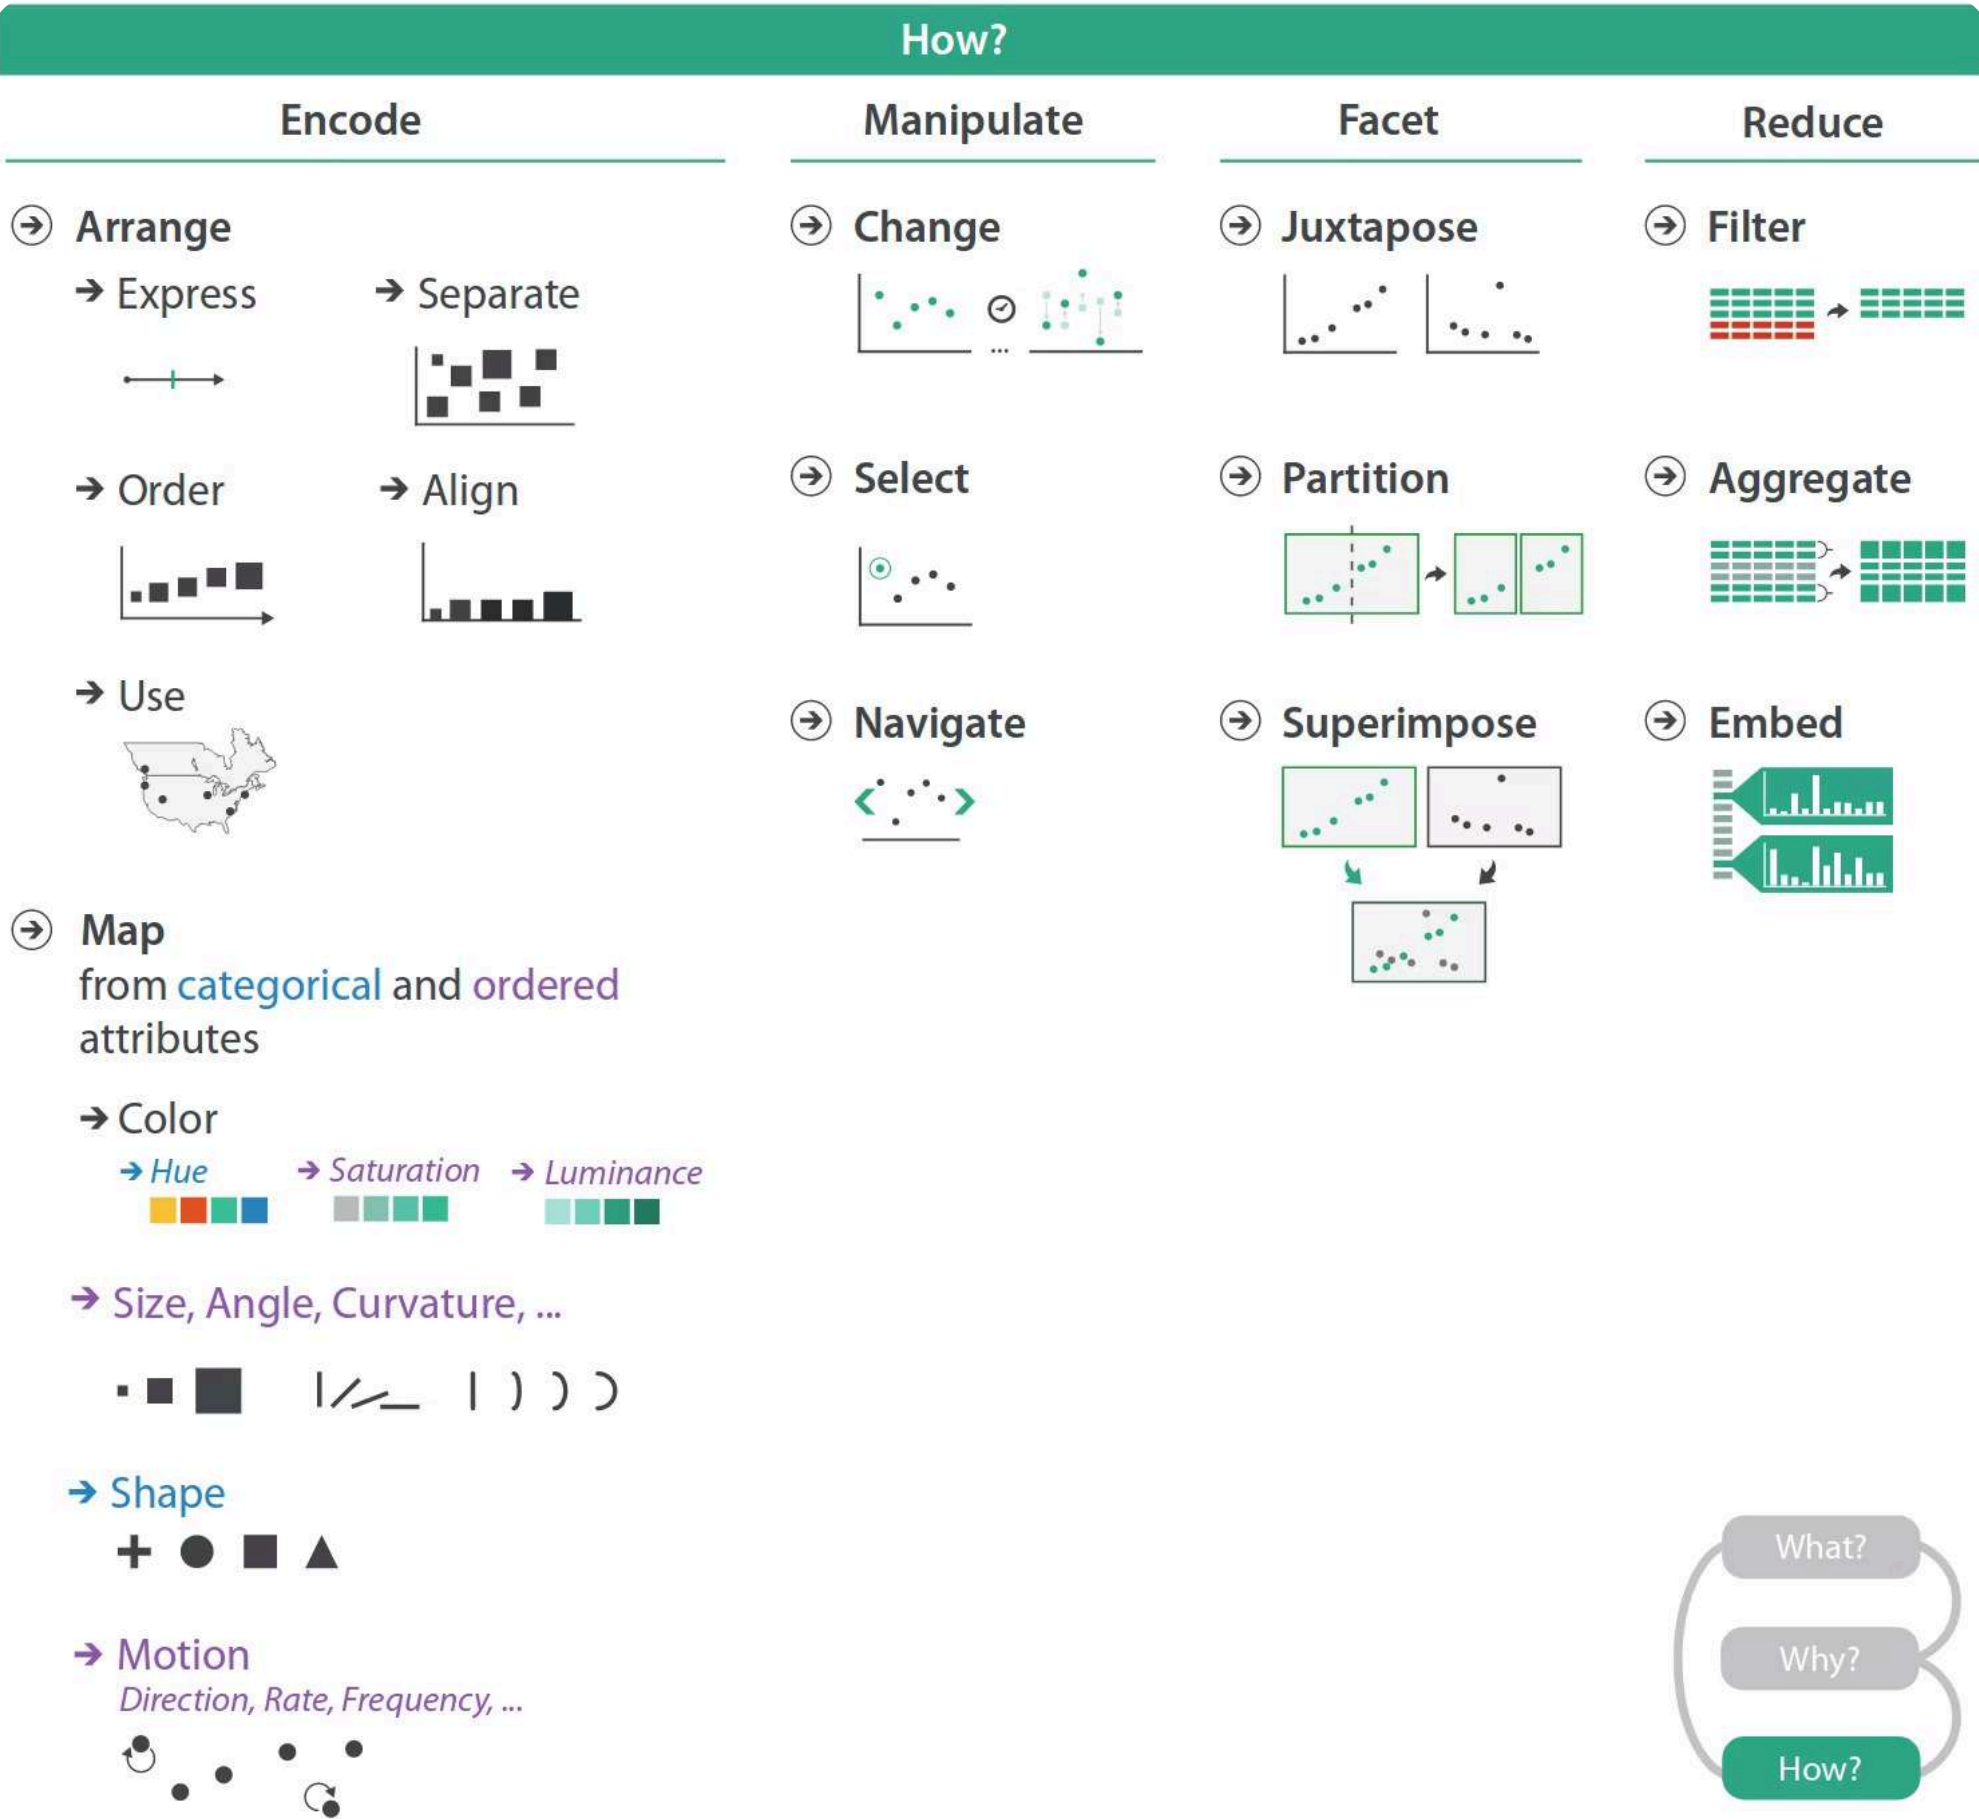 How?
Encode
Manipulate
Facet
Reduce
Arrange
Express
Separate
Order
Align
Use
Map
from categorical and ordered
attributes
Color
Hue
Saturation
Luminance
Size, Angle, Curvature, ...
Shape
Motion
Direction, Rate, Frequency, ...
Change
...
Select
Navigate
Juxtapose
Partition
Superimpose
Filter
Aggregate
Embed
What?
Why?
How?